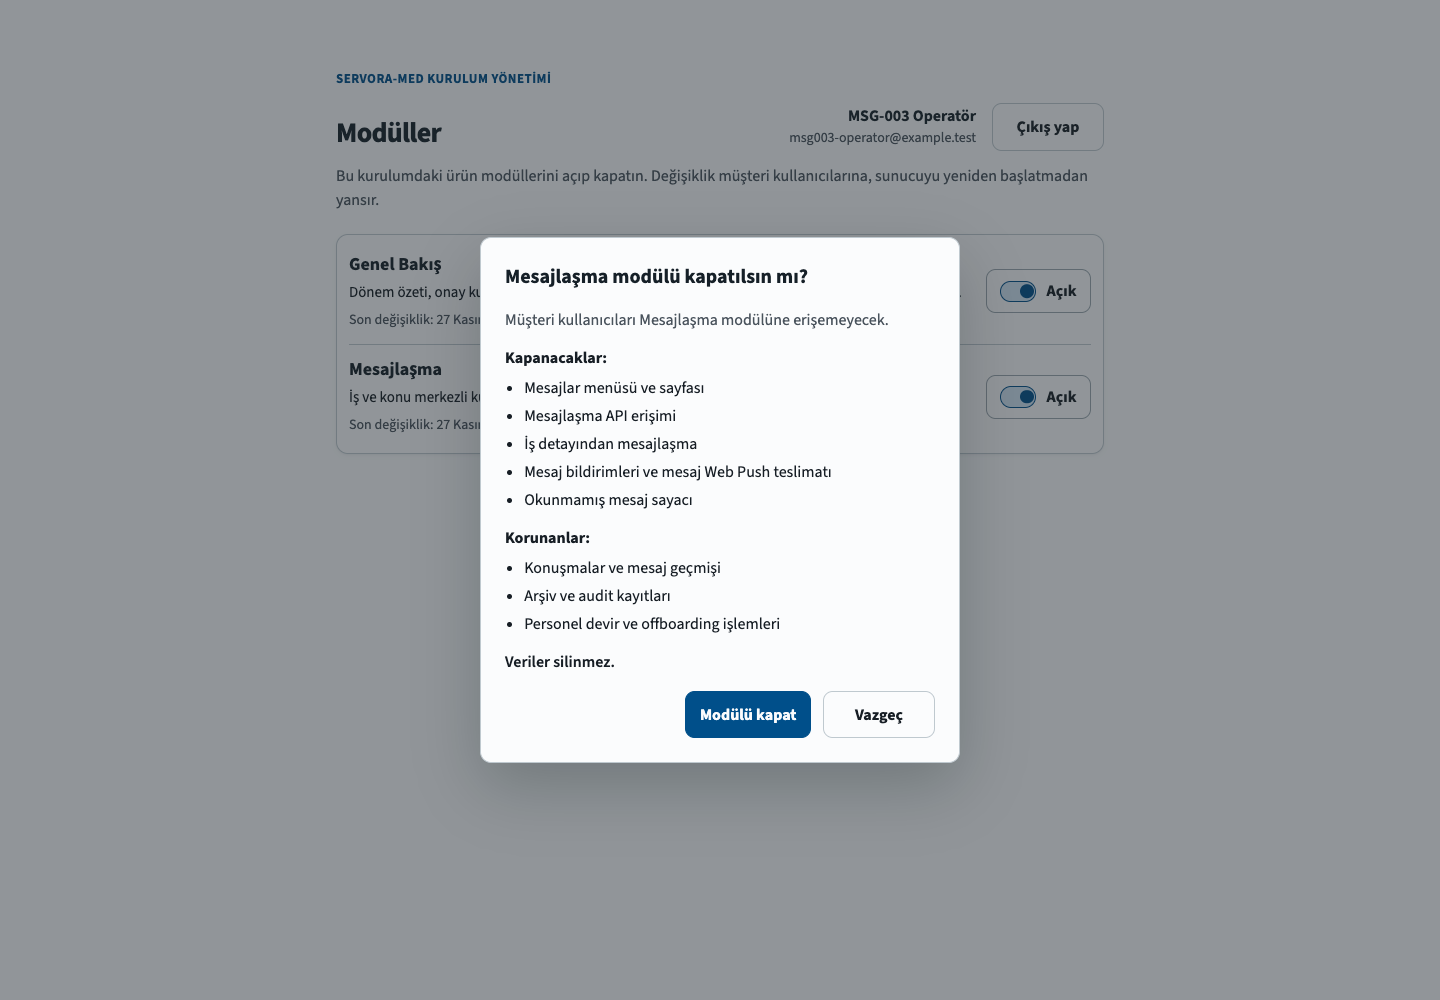 SERVORA-MED KURULUM YÖNETİMİ
Modüller
MSG-003 Operatör
msg003-operator@example.test
Çıkış yap
Bu kurulumdaki ürün modüllerini açıp kapatın. Değişiklik müşteri kullanıcılarına, sunucuyu yeniden başlatmadan
yansır.
Genel Bakış
Dönem özeti, onay
Son değişiklik: 27
Açık
Mesajlaşma
İş ve konu merkezli
Son değişiklik: 27
Açık
Mesajlaşma modülü kapatılsın mı?
Müşteri kullanıcıları Mesajlaşma modülüne erişemeyecek.
Kapanacaklar:
• Mesajlar menüsü ve sayfası
• Mesajlaşma API erişimi
• İş detayından mesajlaşma
• Mesaj bildirimleri ve mesaj Web Push teslimatı
• Okunmamış mesaj sayacı
Korunanlar:
• Konuşmalar ve mesaj geçmişi
• Arşiv ve audit kayıtları
• Personel devir ve offboarding işlemleri
Veriler silinmez.
Modülü kapat
Vazgeç